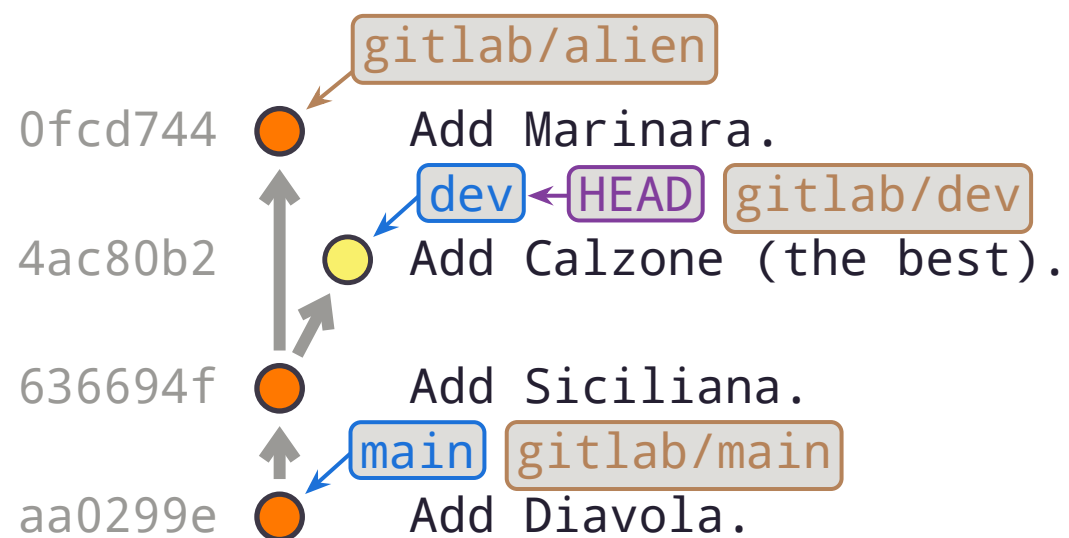 gitlab/alien
0fcd744 Add Marinara.
dev HEAD gitlab/dev
4ac80b2 Add Calzone (the best).
636694f Add Siciliana.
main gitlab/main
aa0299e Add Diavola.